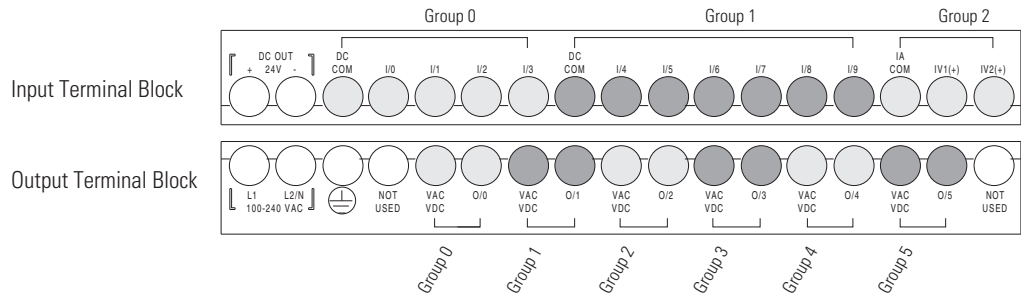 Group 0
Group 1
Group 2
DC OUT
+ 24V -
DC
COM
I/0
I/1
I/2
I/3
DC
COM
I/4
I/5
I/6
I/7
I/8
I/9
IA
COM
IV1(+)
IV2(+)
Input Terminal Block
Output Terminal Block
L1
L2/N
100-240 VAC
NOT
USED
VAC
VDC
O/0
VAC
VDC
O/1
VAC
VDC
O/2
VAC
VDC
O/3
VAC
VDC
O/4
VAC
VDC
O/5
NOT
USED
Group 0
Group 1
Group 2
Group 3
Group 4
Group 5